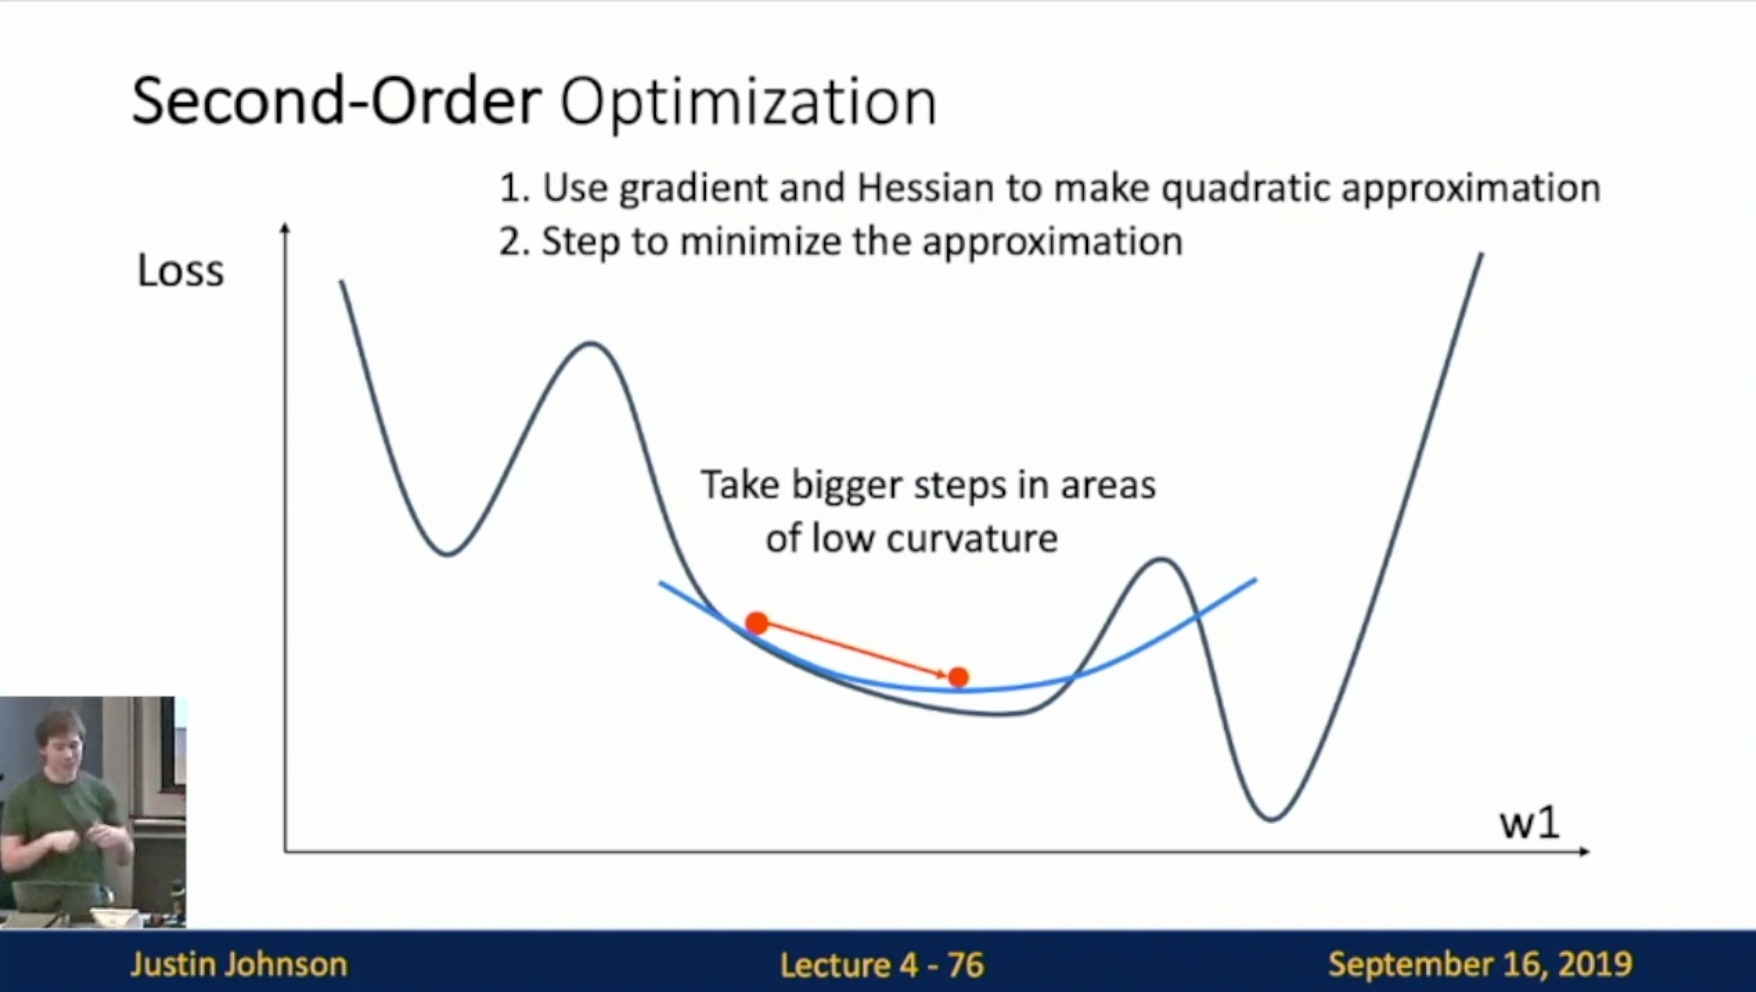 Second-Order Optimization
1. Use gradient and Hessian to make quadratic approximation
2. Step to minimize the approximation
Loss
Take bigger steps in areas
of low curvature
w1
Justin Johnson
Lecture 4 - 76
September 16, 2019